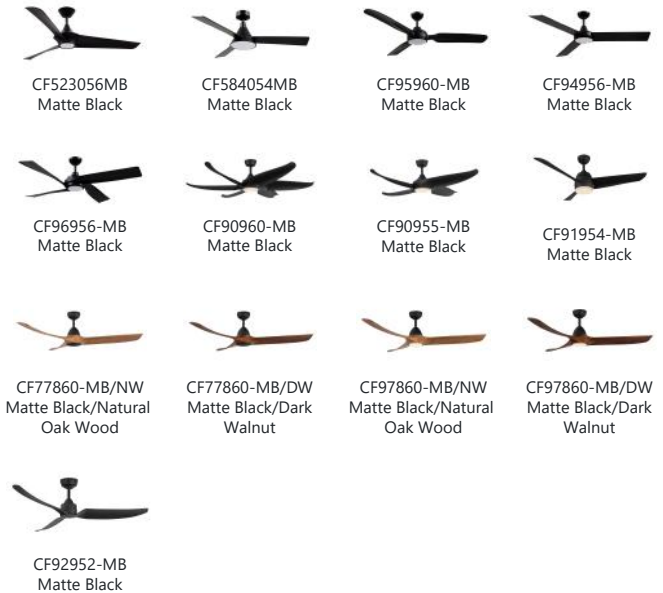 CF523056MB
Matte Black
CF584054MB
Matte Black
CF95960-MB
Matte Black
CF94956-MB
Matte Black
CF96956-MB
Matte Black
CF90960-MB
Matte Black
CF90955-MB
Matte Black
CF91954-MB
Matte Black
CF77860-MB/NW
Matte Black/Natural
Oak Wood
CF77860-MB/DW
Matte Black/Dark
Walnut
CF97860-MB/NW
Matte Black/Natural
Oak Wood
CF97860-MB/DW
Matte Black/Dark
Walnut
CF92952-MB
Matte Black